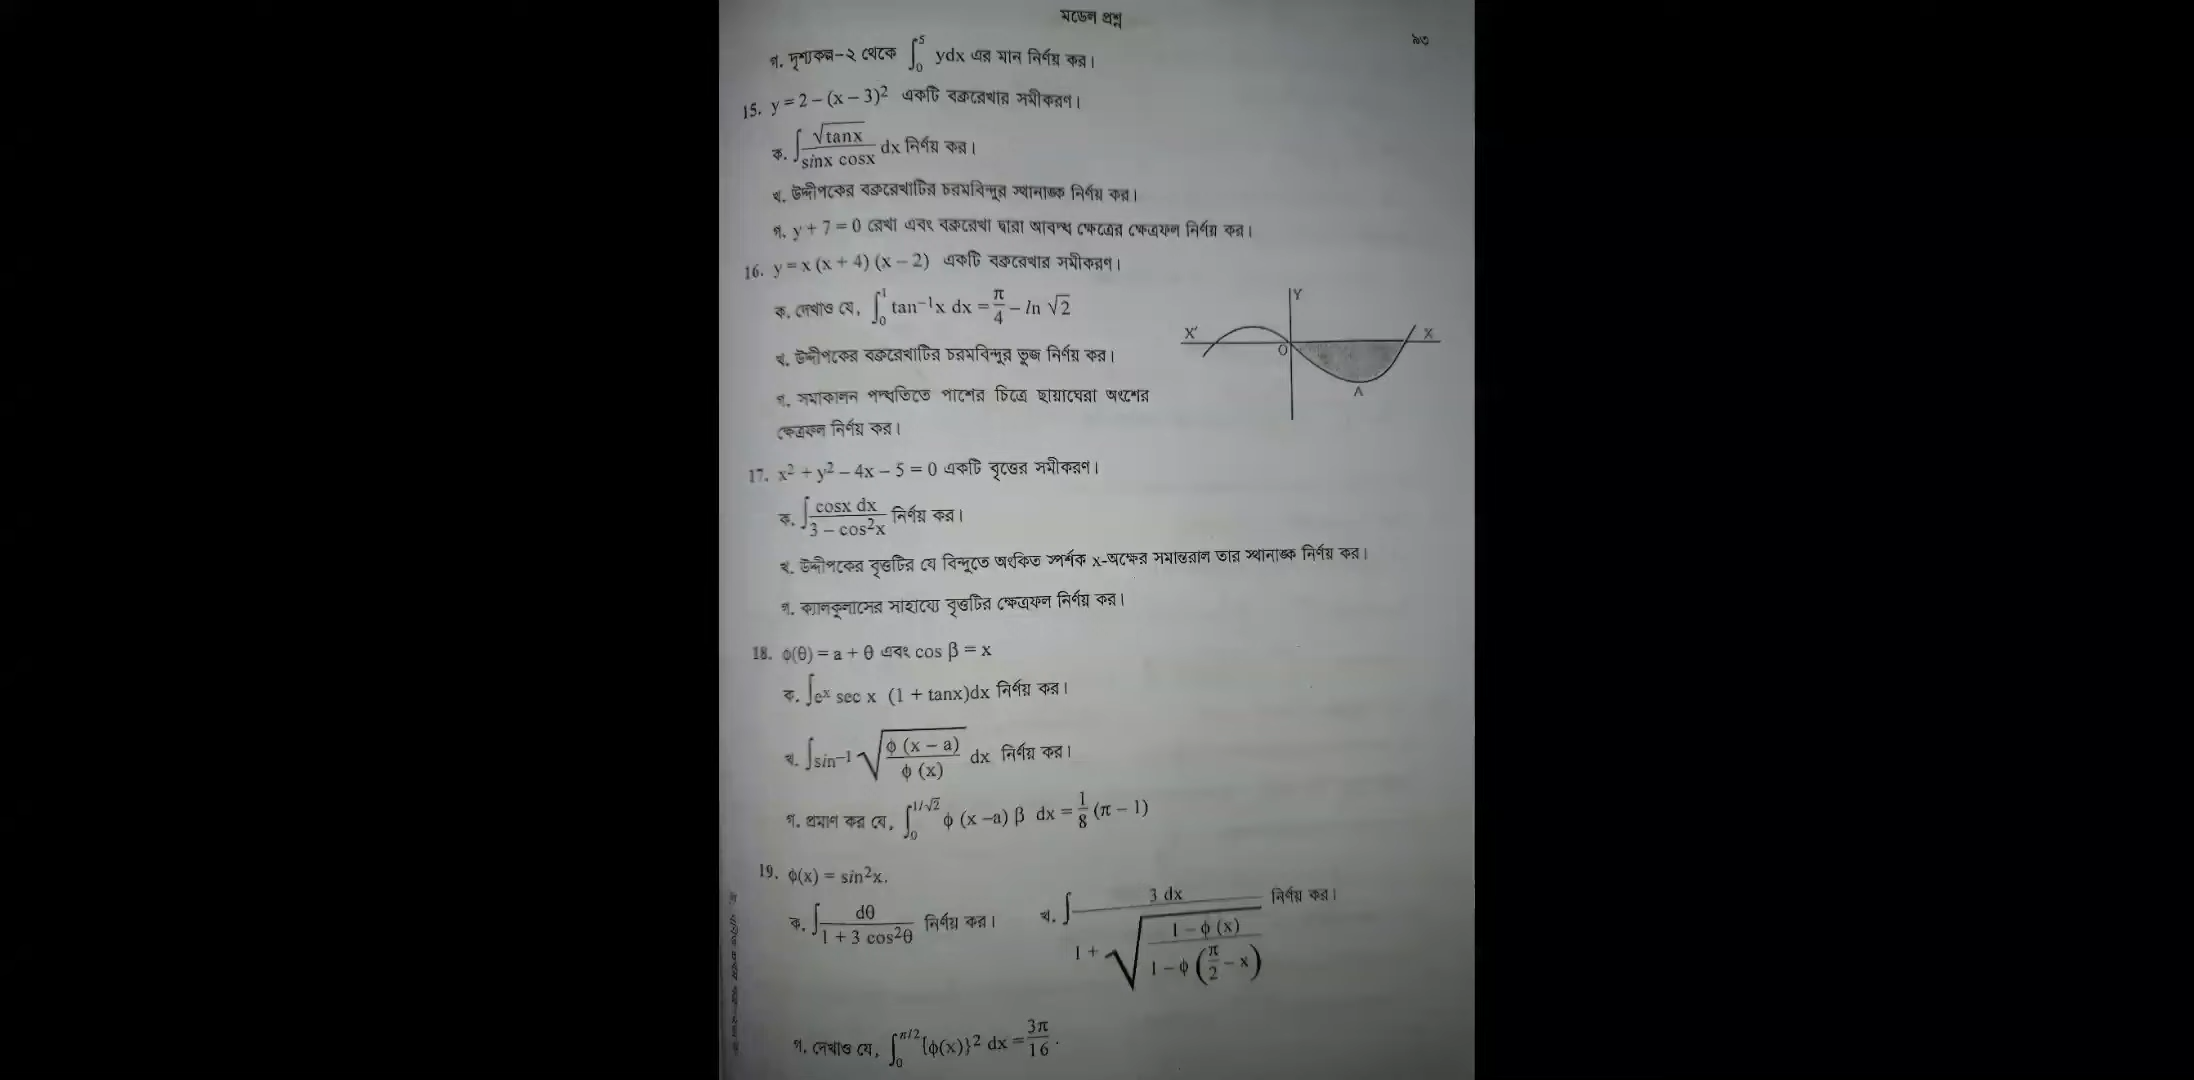 মডেল প্রশ্ন
৯৩
গ. দৃশ্যকল্প-২ থেকে ∫₀⁵ ydx এর মান নির্ণয় কর।
15. y = 2 – (x – 3)² একটি বক্ররেখার সমীকরণ।
ক. ∫ √tanx / sinx cosx dx নির্ণয় কর।
খ. উদ্দীপকের বক্ররেখাটির চরমবিন্দুর স্থানাঙ্ক নির্ণয় কর।
গ. y + 7 = 0 রেখা এবং বক্ররেখা দ্বারা আবদ্ধ ক্ষেত্রের ক্ষেত্রফল নির্ণয় কর।
16. y = x (x + 4) (x – 2) একটি বক্ররেখার সমীকরণ।
ক. দেখাও যে, ∫₀¹ tan⁻¹x dx = π/4 – ln √2
খ. উদ্দীপকের বক্ররেখাটির চরমবিন্দুর ভুজ নির্ণয় কর।
গ. সমাকালন পদ্ধতিতে পাশের চিত্রে ছায়াঘেরা অংশের
ক্ষেত্রফল নির্ণয় কর।
Y
X′ O X
A
17. x² + y² – 4x – 5 = 0 একটি বৃত্তের সমীকরণ।
ক. ∫ cosx dx / 3 – cos²x নির্ণয় কর।
খ. উদ্দীপকের বৃত্তটির যে বিন্দুতে অংকিত স্পর্শক x-অক্ষের সমান্তরাল তার স্থানাঙ্ক নির্ণয় কর।
গ. ক্যালকুলাসের সাহায্যে বৃত্তটির ক্ষেত্রফল নির্ণয় কর।
18. ϕ(θ) = a + θ এবং cos β = x
ক. ∫eˣ sec x (1 + tanx)dx নির্ণয় কর।
খ. ∫sin⁻¹ √(ϕ (x – a) / ϕ (x)) dx নির্ণয় কর।
গ. প্রমাণ কর যে, ∫₀^1/√2 ϕ (x –a) β dx = 1/8 (π – 1)
19. ϕ(x) = sin²x.
ক. ∫ dθ / 1 + 3 cos²θ নির্ণয় কর। খ. ∫ 3 dx / 1 + √(1 – ϕ (x) / 1 – ϕ (π/2 – x)) নির্ণয় কর।
গ. দেখাও যে, ∫₀^π/2 {ϕ(x)}² dx = 3π/16 .